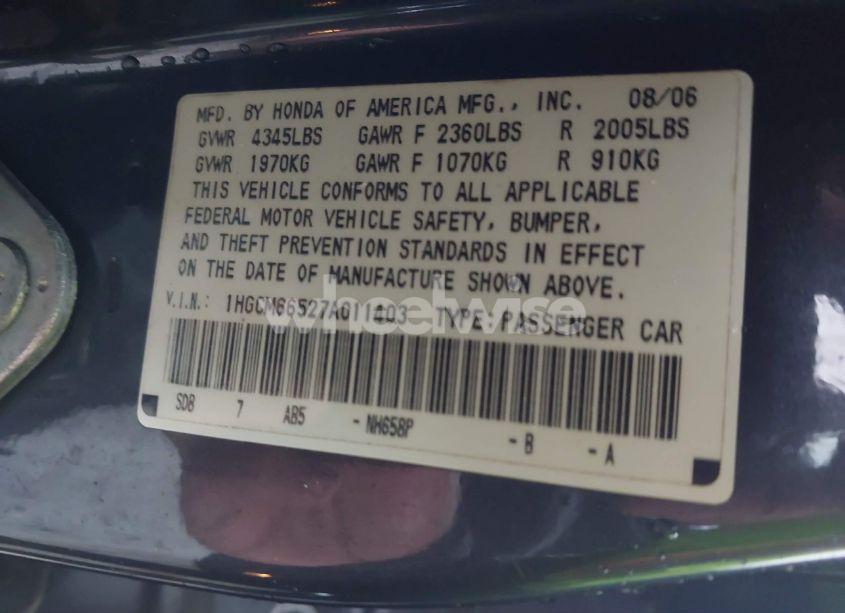 MFD. BY HONDA OF AMERICA MFG., INC. 08/06
GVWR 4345LBS GAWR F 2360LBS R 2005LBS
GVWR 1970KG GAWR F 1070KG R 910KG
THIS VEHICLE CONFORMS TO ALL APPLICABLE
FEDERAL MOTOR VEHICLE SAFETY, BUMPER,
AND THEFT PREVENTION STANDARDS IN EFFECT
ON THE DATE OF MANUFACTURE SHOWN ABOVE.
V.I.N.: 1HGCM66527A011403 TYPE: PASSENGER CAR
SDB 7 AB5 - NH658P - B - A
wheelwise